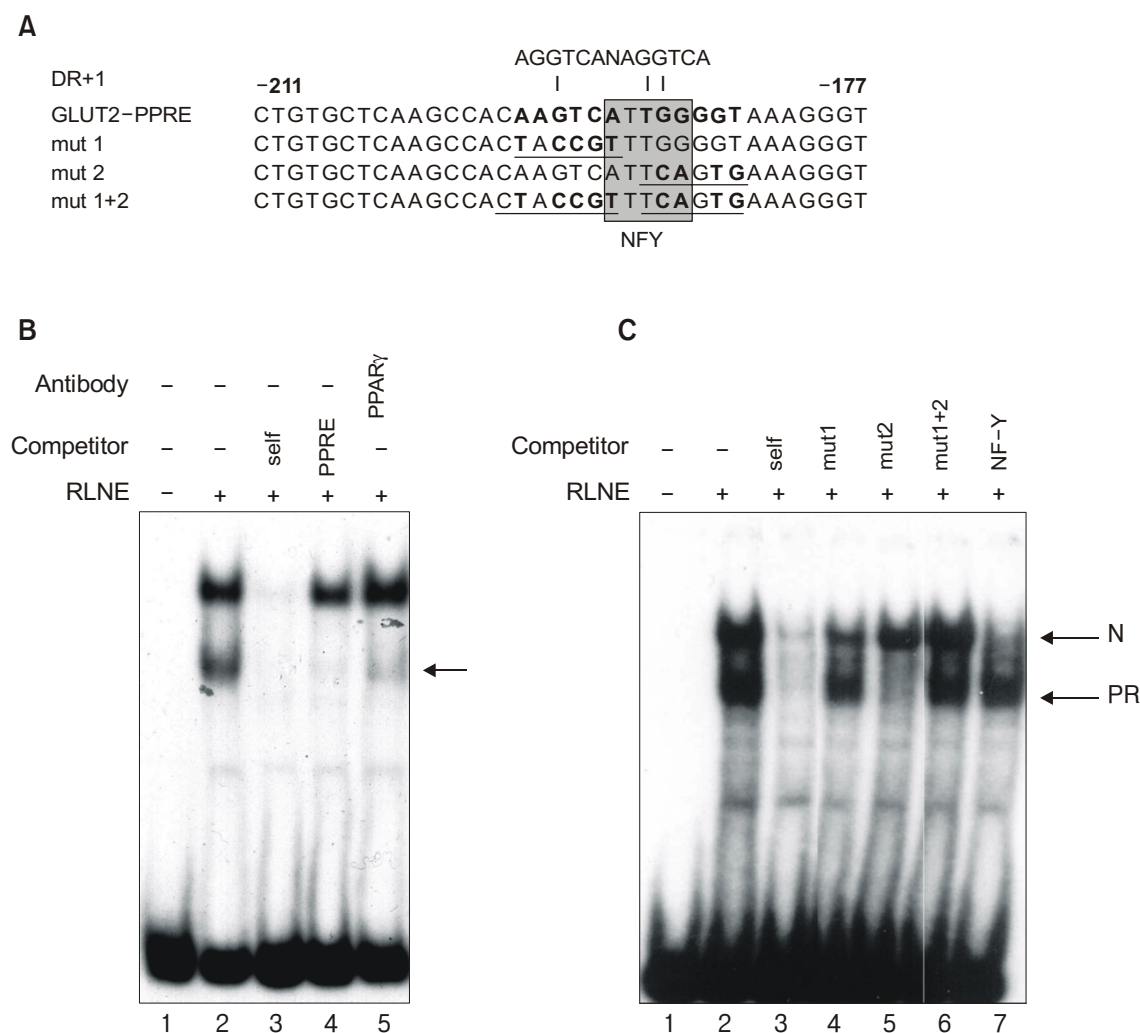 A
AGGTCANAGGTCA
DR+1 −211 −177
GLUT2−PPRE CTGTGCTCAAGCCACAAGTCATTGGGGTAAAGGGT
mut 1 CTGTGCTCAAGCCACTACCGTTTGGGGTAAAGGGT
mut 2 CTGTGCTCAAGCCACAAGTCATTCAGTGAAAGGGT
mut 1+2 CTGTGCTCAAGCCACTACCGTTTCAGTGAAAGGGT
NFY
B
Antibody − − − − PPARγ
Competitor − − self PPRE −
RLNE − + + + +
1 2 3 4 5
C
Competitor − − self mut1 mut2 mut1+2 NF−Y
RLNE − + + + + + +
N
PR
1 2 3 4 5 6 7